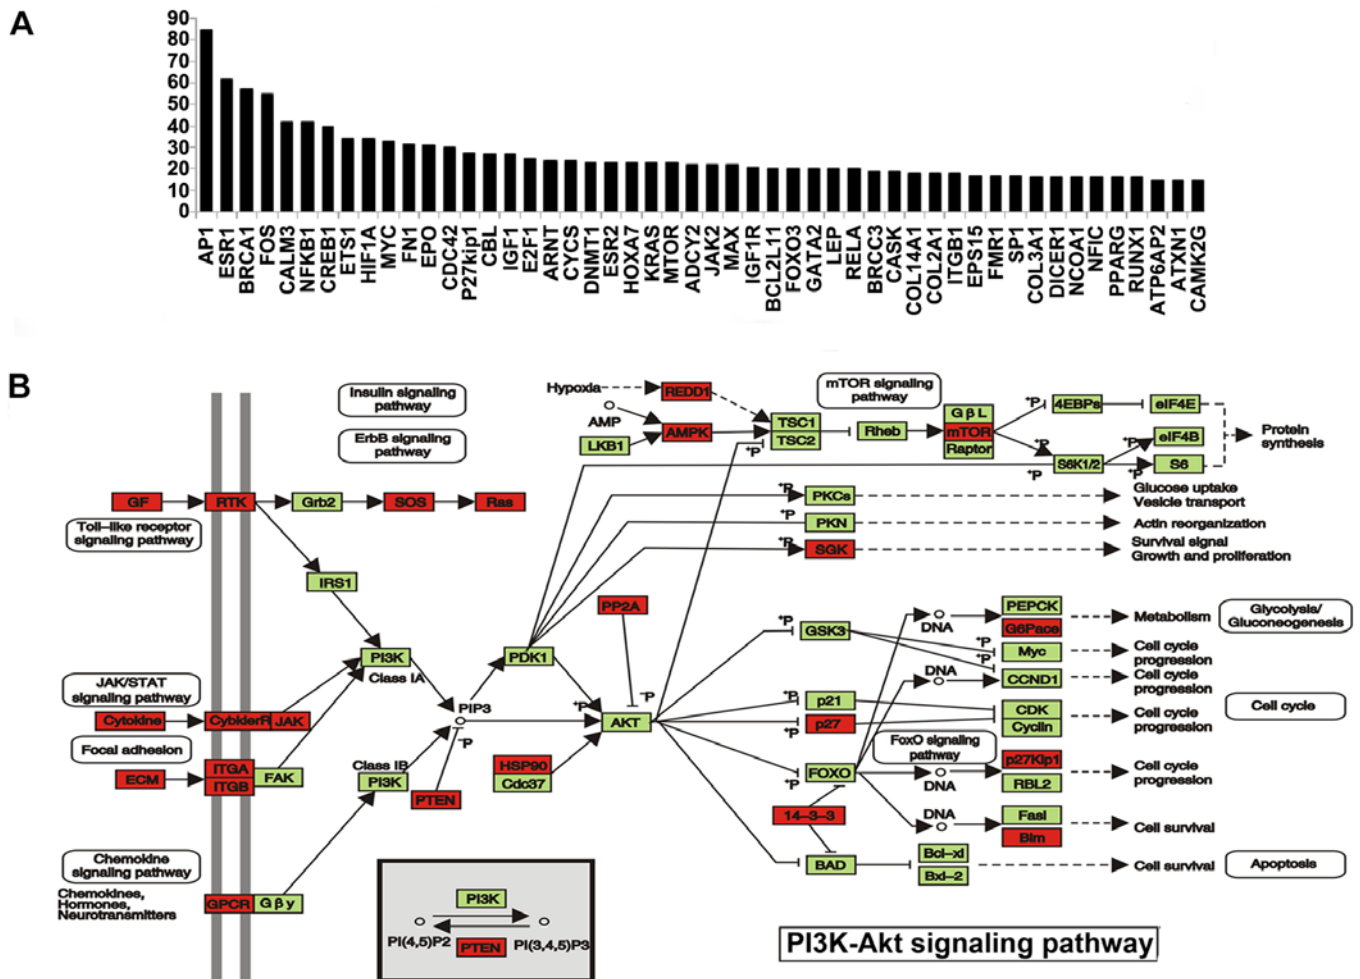 A
90
80
70
60
50
40
30
20
10
0
AP1
ESR1
BRCA1
FOS
CALM3
NFKB1
CREB1
ETS1
HIF1A
MYC
FN1
EPO
CDC42
P27kip1
CBL
IGF1
E2F1
ARNT
CYCS
DNMT1
ESR2
HOXA7
KRAS
MTOR
ADCY2
JAK2
MAX
IGF1R
BCL2L11
FOXO3
GATA2
LEP
RELA
BRCC3
CASK
COL14A1
COL2A1
ITGB1
EPS15
FMR1
SP1
COL3A1
DICER1
NCOA1
NFIC
PPARG
RUNX1
ATP6AP2
ATXN1
CAMK2G
B
Insulin signaling
pathway
ErbB signaling
pathway
Hypoxia
REDD1
AMP
LKB1
AMPK
TSC1
TSC2
+P
Rheb
mTOR signaling
pathway
GβL
mTOR
Raptor
+P
4EBPs
eIF4E
+P
S6K1/2
+P
+P
eIF4B
+P
S6
Protein
synthesis
GF
RTK
Grb2
SOS
Ras
Toll-like receptor
signaling pathway
+P
PKCs
Glucose uptake
Vesicle transport
+P
PKN
Actin reorganization
+P
SGK
Survival signal
Growth and proliferation
IRS1
PI3K
Class IA
PDK1
PP2A
-P
JAK/STAT
signaling pathway
Cytokine
CybkierR
JAK
PIP3
-P
+P
AKT
Focal adhesion
ECM
ITGA
ITGB
FAK
Class IB
PI3K
PTEN
HSP90
Cdc37
+P
GSK3
DNA
PEPCK
G6Pace
Metabolism
Glycolysis/
Gluconeogenesis
+P
+P
Myc
Cell cycle
progression
DNA
CCND1
Cell cycle
progression
+P
p21
+P
p27
CDK
Cyclin
Cell cycle
progression
Cell cycle
FoxO signaling
pathway
+P
FOXO
DNA
p27Kip1
RBL2
Cell cycle
progression
14-3-3
DNA
Fasl
Bim
Cell survival
BAD
Bcl-xl
Bxl-2
Cell survival
Apoptosis
Chemokine
signaling pathway
Chemokines,
Hormones,
Neurotransmitters
GPCR
Gβy
PI3K
PI(4,5)P2
PTEN
PI(3,4,5)P3
PI3K-Akt signaling pathway